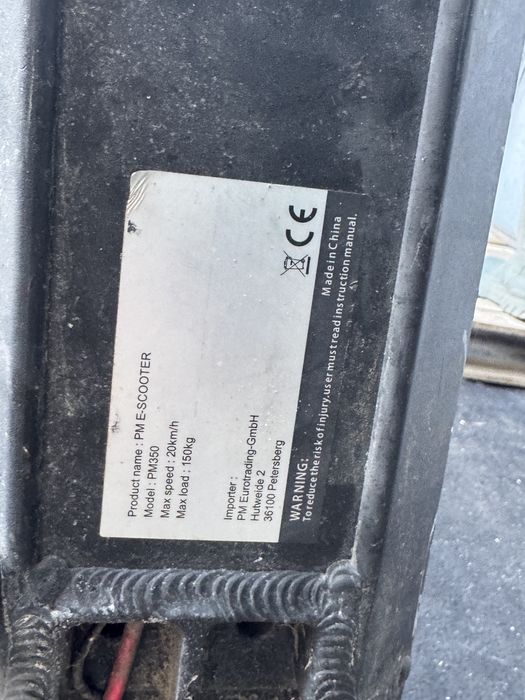 Product name : PM E-SCOOTER
Model : PM350
Max speed : 20km/h
Max load : 150kg
Importer :
PM Eurotrading-GmbH
Hutweide 2
36100 Petersberg
CE
WARNING:
Made in China
To reduce the risk of injury.user must read instruction manual.